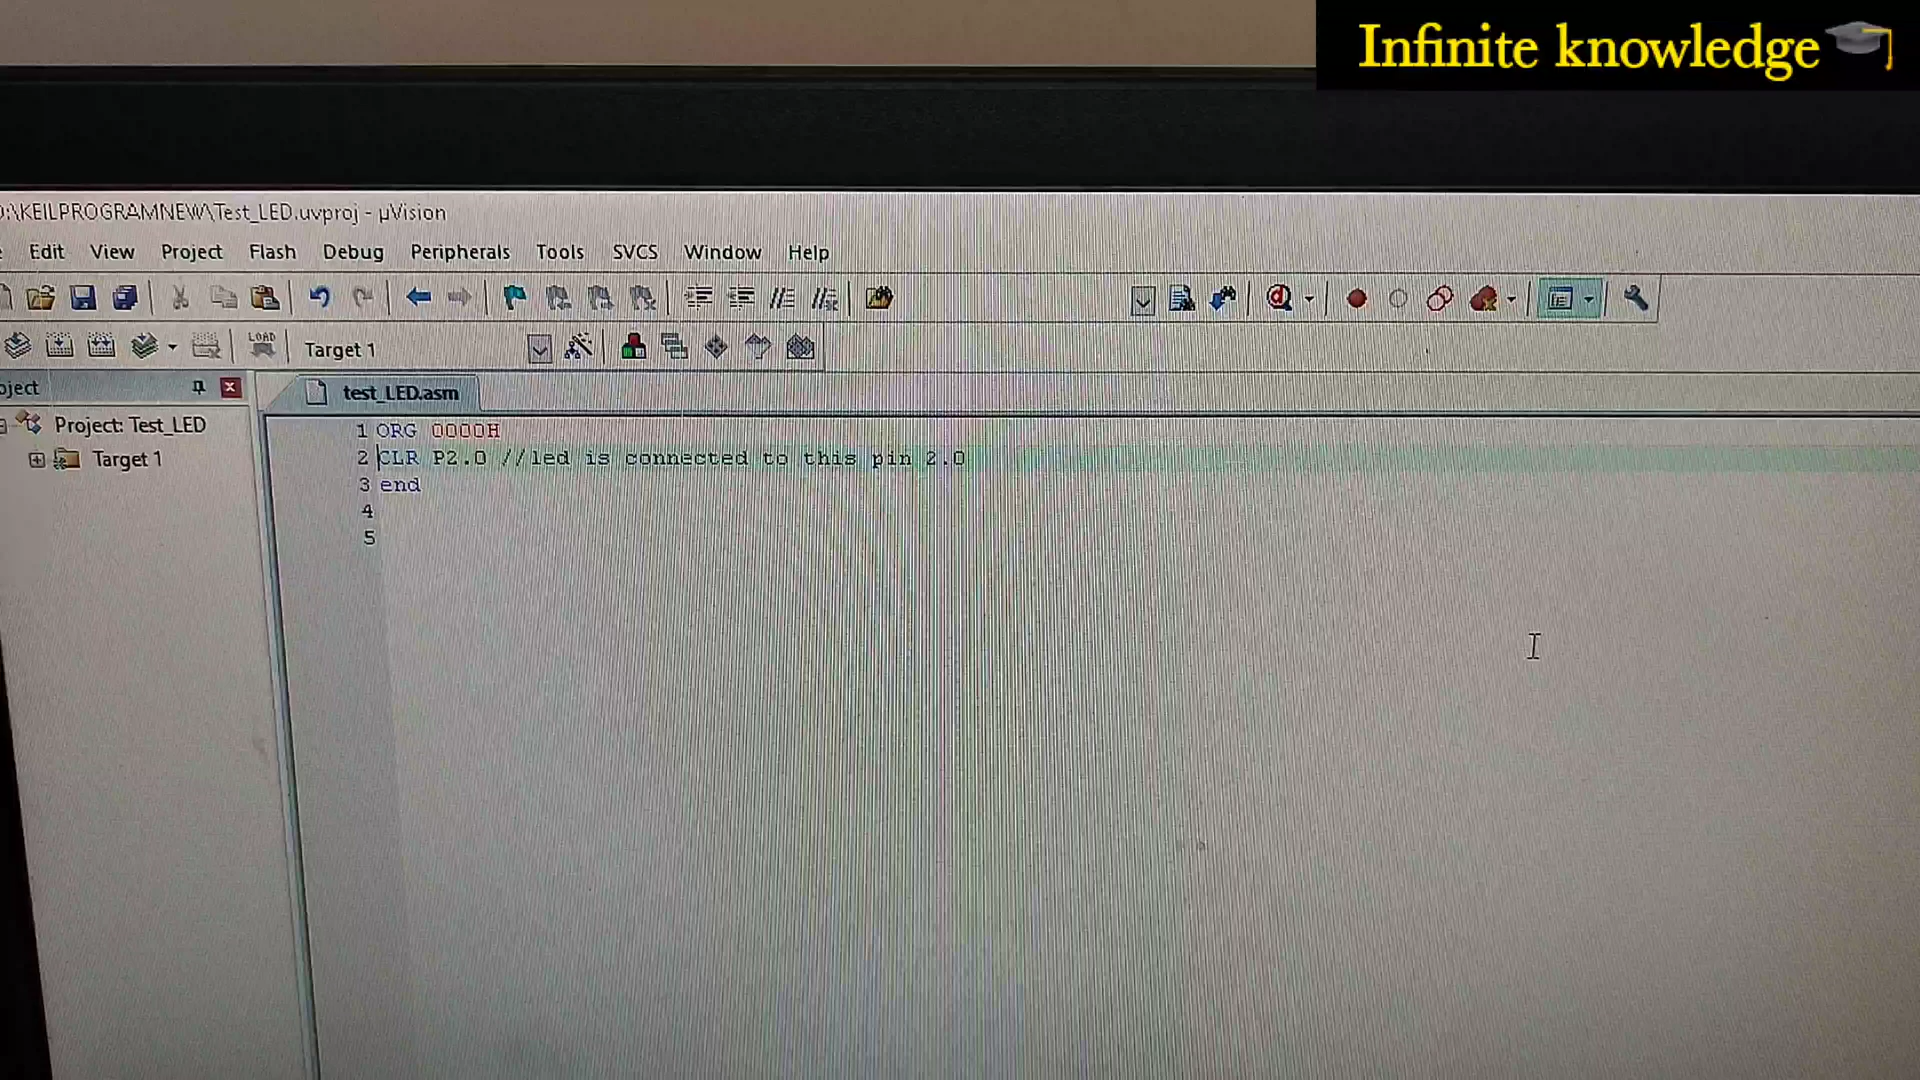 Infinite knowledge
:\KEILPROGRAMNEW\Test_LED.uvproj - µVision
Edit View Project Flash Debug Peripherals Tools SVCS Window Help
LOAD
Target 1
oject
test_LED.asm
Project: Test_LED
Target 1
1 ORG 0000H
2 CLR P2.0 //led is connected to this pin 2.0
3 end
4
5